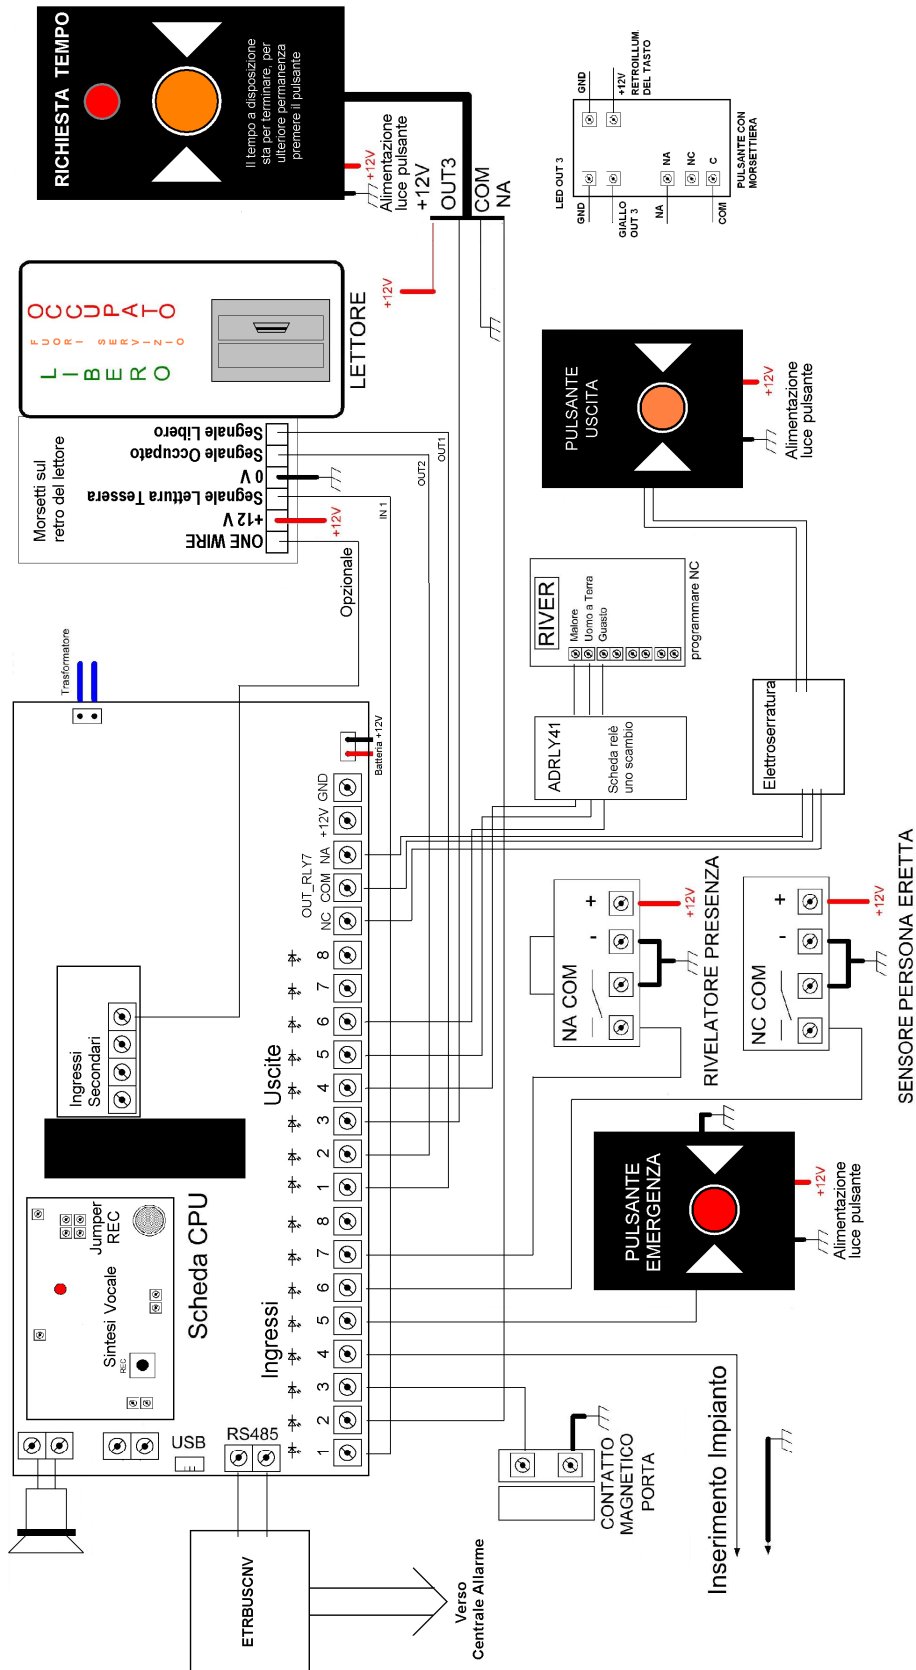 RICHIESTA TEMPO
Il tempo a disposizione
sta per terminare, per
ulteriore permanenza
premere il pulsante
+12V
Alimentazione
luce pulsante
+12V
OUT3
COM
NA
+12V
LED OUT 3
GND
GIALLO
OUT 3
NA
COM
GND
+12V
RETROILLUM.
DEL TASTO
NA
NC
C
PULSANTE CON
MORSETTIERA
OCCUPATO
FUORI SERVIZIO
LIBERO
LETTORE
Morsetti sul
retro del lettore
Segnale Libero
Segnale Occupato
0 V
Segnale Lettura Tessera
+12 V
ONE WIRE
+12V
OUT1
OUT2
IN 1
Opzionale
PULSANTE
USCITA
+12V
Alimentazione
luce pulsante
RIVER
Malore
Uomo a Terra
Guasto
programmare NC
ADRLY41
Scheda relè
uno scambio
Elettroserratura
Trasformatore
Batteria +12V
GND
+12V
OUT_RLY7
NA
COM
NC
Uscite
8
7
6
5
4
3
2
1
Ingressi
8
7
6
5
4
3
2
1
Ingressi
Secondari
Scheda CPU
Jumper
REC
Sintesi Vocale
REC
USB
RS485
ETRBUSCNV
Verso
Centrale Allarme
NA COM
-
+
+12V
RIVELATORE PRESENZA
NC COM
-
+
+12V
SENSORE PERSONA ERETTA
PULSANTE
EMERGENZA
+12V
Alimentazione
luce pulsante
CONTATTO
MAGNETICO
PORTA
Inserimento Impianto